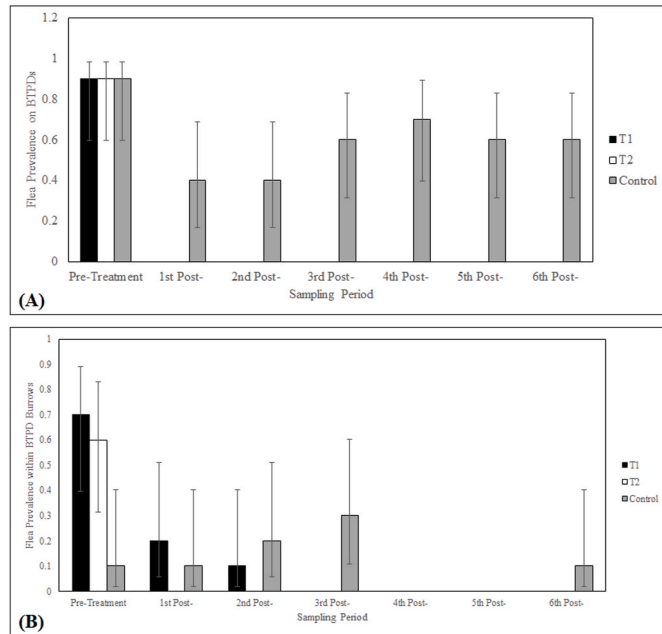 1.2
1
0.8
0.6
0.4
0.2
0
Flea Prevalence on BTPDs
Pre-Treatment 1st Post- 2nd Post- 3rd Post- 4th Post- 5th Post- 6th Post-
Sampling Period
T1
T2
Control
(A)
1
0.9
0.8
0.7
0.6
0.5
0.4
0.3
0.2
0.1
0
Flea Prevalence within BTPD Burrows
Pre-Treatment 1st Post- 2nd Post- 3rd Post- 4th Post- 5th Post- 6th Post-
Sampling Period
T1
T2
Control
(B)